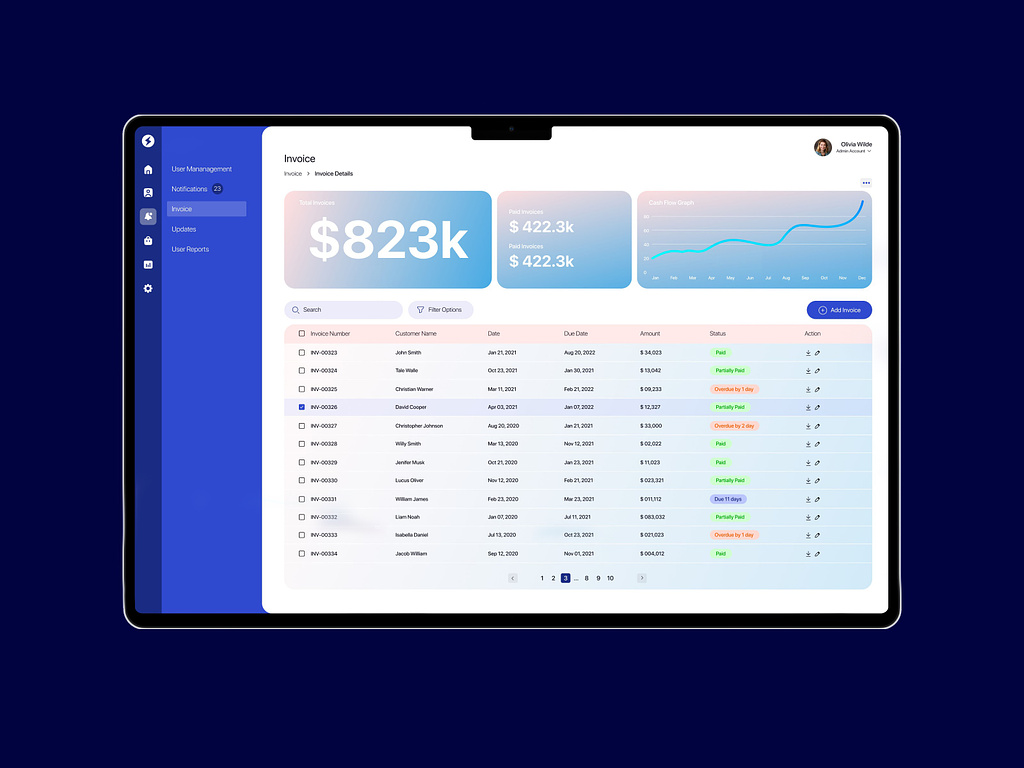 Olivia Wilde
Admin Account
User Mananagement
Notifications 23
Invoice
Updates
User Reports
Invoice
Invoice > Invoice Details
Total Invoices
$823k
Paid Invoices
$ 422.3k
Paid Invoices
$ 422.3k
Cash Flow Graph
Jan Feb Mar Apr May Jun Jul Aug Sep Oct Nov Dec
Search
Filter Options
Add Invoice
Invoice Number Customer Name Date Due Date Amount Status Action
INV-00323 John Smith Jan 21, 2021 Aug 20, 2022 $ 34,023 Paid
INV-00324 Tale Walle Oct 23, 2021 Jan 30, 2021 $ 13,042 Partially Paid
INV-00325 Christian Warner Mar 11, 2021 Feb 21, 2022 $ 09,233 Overdue by 1 day
INV-00326 David Cooper Apr 03, 2021 Jan 07, 2022 $ 12,327 Partially Paid
INV-00327 Christopher Johnson Aug 20, 2020 Jan 21, 2021 $ 33,000 Overdue by 2 day
INV-00328 Willy Smith Mar 13, 2020 Nov 12, 2021 $ 02,022 Paid
INV-00329 Jenifer Musk Oct 21, 2020 Jan 23, 2021 $ 11,023 Paid
INV-00330 Lucus Oliver Nov 12, 2020 Feb 21, 2021 $ 023,321 Partially Paid
INV-00331 William James Feb 23, 2020 Mar 23, 2021 $ 011,112 Due 11 days
INV-00332 Liam Noah Jan 07, 2020 Jul 11, 2021 $ 083,032 Partially Paid
INV-00333 Isabella Daniel Jul 13, 2020 Oct 23, 2021 $ 021,023 Overdue by 1 day
INV-00334 Jacob William Sep 12, 2020 Nov 01, 2021 $ 004,012 Paid
1 2 3 ... 8 9 10